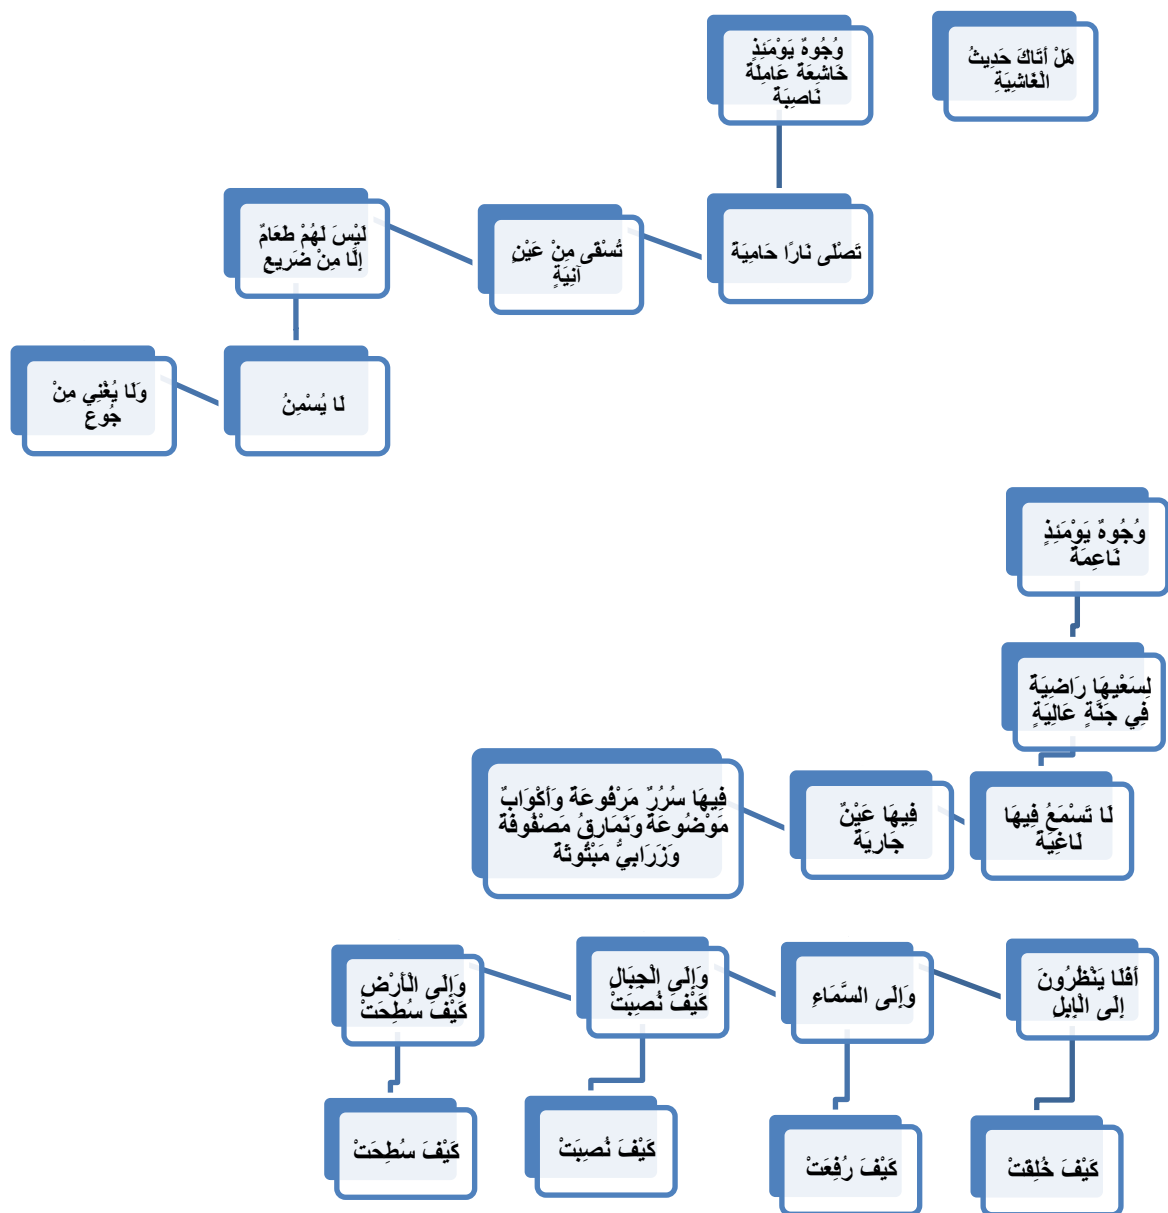 هَلْ أَتَاكَ حَدِيثُ
الْغَاشِيَةِ
وُجُوهٌ يَوْمَئِذٍ
خَاشِعَةٌ عَامِلَةٌ
نَاصِبَةٌ
تَصْلَى نَارًا حَامِيَةً
تُسْقَى مِنْ عَيْنٍ
آنِيَةٍ
لَيْسَ لَهُمْ طَعَامٌ
إِلَّا مِنْ ضَرِيعٍ
لَا يُسْمِنُ
وَلَا يُغْنِي مِنْ
جُوعٍ
وُجُوهٌ يَوْمَئِذٍ
نَاعِمَةٌ
لِسَعْيِهَا رَاضِيَةٌ
فِي جَنَّةٍ عَالِيَةٍ
لَا تَسْمَعُ فِيهَا
لَاغِيَةً
فِيهَا عَيْنٌ
جَارِيَةٌ
فِيهَا سُرُرٌ مَرْفُوعَةٌ وَأَكْوَابٌ
مَوْضُوعَةٌ وَنَمَارِقُ مَصْفُوفَةٌ
وَزَرَابِيُّ مَبْثُوثَةٌ
أَفَلَا يَنْظُرُونَ
إِلَى الْإِبِلِ
وَإِلَى السَّمَاءِ
وَإِلَى الْجِبَالِ
كَيْفَ نُصِبَتْ
وَإِلَى الْأَرْضِ
كَيْفَ سُطِحَتْ
كَيْفَ خُلِقَتْ
كَيْفَ رُفِعَتْ
كَيْفَ نُصِبَتْ
كَيْفَ سُطِحَتْ